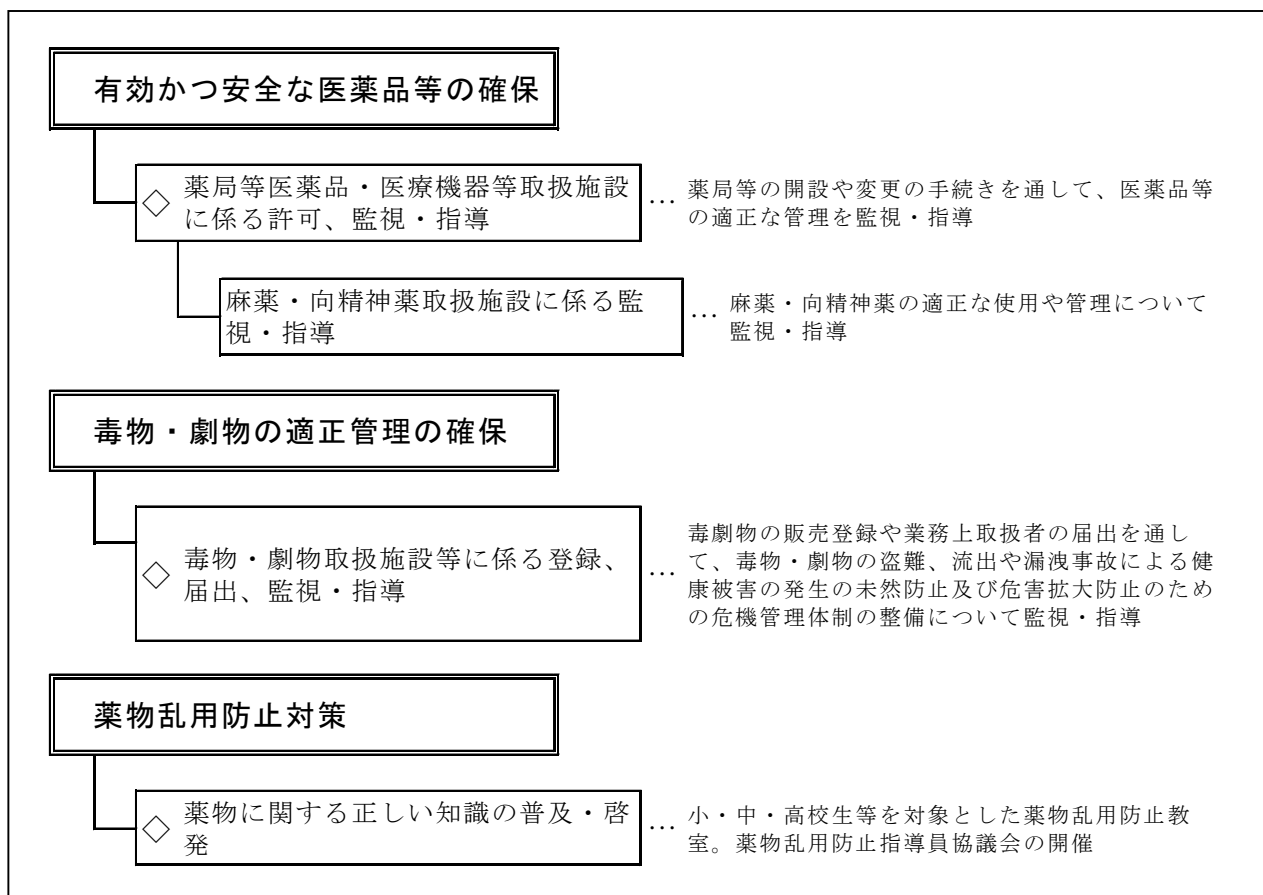 有効かつ安全な医薬品等の確保
◇ 薬局等医薬品・医療機器等取扱施設
に係る許可、監視・指導
… 薬局等の開設や変更の手続きを通して、医薬品等
の適正な管理を監視・指導
麻薬・向精神薬取扱施設に係る監
視・指導
… 麻薬・向精神薬の適正な使用や管理について
監視・指導
毒物・劇物の適正管理の確保
◇ 毒物・劇物取扱施設等に係る登録、
届出、監視・指導
… 毒劇物の販売登録や業務上取扱者の届出を通し
て、毒物・劇物の盗難、流出や漏洩事故による健
康被害の発生の未然防止及び危害拡大防止のため
の危機管理体制の整備について監視・指導
薬物乱用防止対策
◇ 薬物に関する正しい知識の普及・啓
発
… 小・中・高校生等を対象とした薬物乱用防止教
室。薬物乱用防止指導員協議会の開催